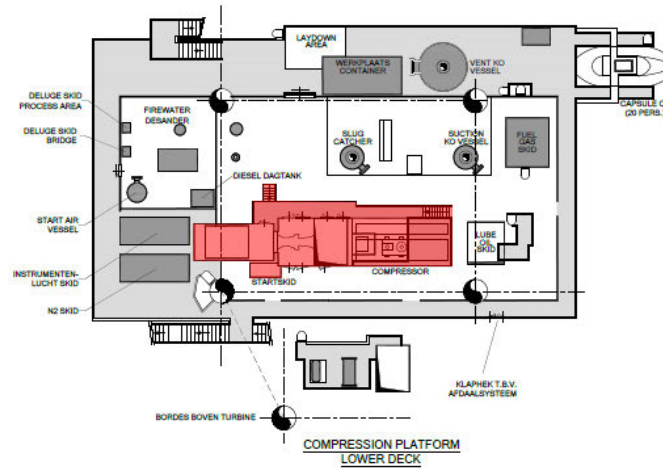 LAYDOWN
AREA
WERKPLAATS
CONTAINER
VENT KO
VESSEL
DELUGE SKID
PROCESS AREA
FIREWATER
DESANDER
CAPSULE
(20 PERS.)
DELUGE SKID
BRIDGE
SLUG
CATCHER
SUCTION
KO VESSEL
FUEL
GAS
SKID
DIESEL DAGTANK
START AIR
VESSEL
LUBE
OIL
SKID
INSTRUMENTEN-
LUCHT SKID
STARTSKID
COMPRESSOR
N2 SKID
KLAPHEK T.B.V.
AFDAALSYSTEEM
BORDES BOVEN TURBINE
COMPRESSION PLATFORM
LOWER DECK